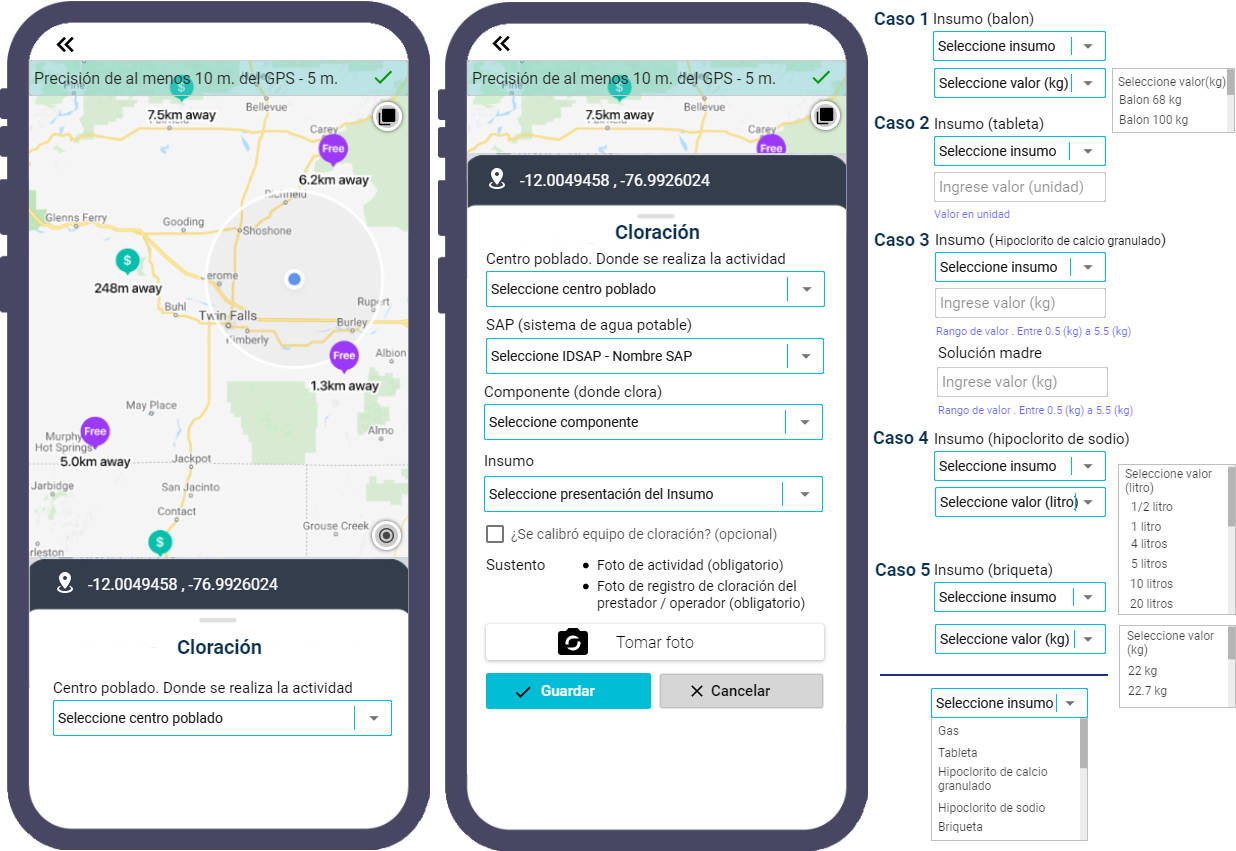 Precisión de al menos 10 m. del GPS - 5 m.
$
7.5km away
Bellevue
Carey
Free
6.2km away
Richfield
Glenns Ferry
Gooding
Shoshone
$
248m away
Jerome
Buhl
Twin Falls
Rupert
Burley
Kimberly
Free
Albion
1.3km away
May Place
Free
Almo
Murphy
Hot Springs
5.0km away
Jackpot
Jarbidge
San Jacinto
Contact
Grouse Creek
$
rleston
-12.0049458 , -76.9926024
Cloración
Centro poblado. Donde se realiza la actividad
Seleccione centro poblado
Precisión de al menos 10 m. del GPS - 5 m.
$
7.5km away
Bellevue
Carey
Free
-12.0049458 , -76.9926024
Cloración
Centro poblado. Donde se realiza la actividad
Seleccione centro poblado
SAP (sistema de agua potable)
Seleccione IDSAP - Nombre SAP
Componente (donde clora)
Seleccione componente
Insumo
Seleccione presentación del Insumo
¿Se calibró equipo de cloración? (opcional)
Sustento
• Foto de actividad (obligatorio)
• Foto de registro de cloración del
prestador / operador (obligatorio)
Tomar foto
Guardar
Cancelar
Caso 1 Insumo (balon)
Seleccione insumo
Seleccione valor (kg)
Seleccione valor(kg)
Balon 68 kg
Balon 100 kg
Caso 2 Insumo (tableta)
Seleccione insumo
Ingrese valor (unidad)
Valor en unidad
Caso 3 Insumo (Hipoclorito de calcio granulado)
Seleccione insumo
Ingrese valor (kg)
Rango de valor . Entre 0.5 (kg) a 5.5 (kg)
Solución madre
Ingrese valor (kg)
Rango de valor . Entre 0.5 (kg) a 5.5 (kg)
Caso 4 Insumo (hipoclorito de sodio)
Seleccione insumo
Seleccione valor (litro)
Seleccione valor
(litro)
1/2 litro
1 litro
4 litros
5 litros
10 litros
20 litros
Caso 5 Insumo (briqueta)
Seleccione insumo
Seleccione valor (kg)
Seleccione valor
(kg)
22 kg
22.7 kg
Seleccione insumo
Gas
Tableta
Hipoclorito de calcio
granulado
Hipoclorito de sodio
Briqueta